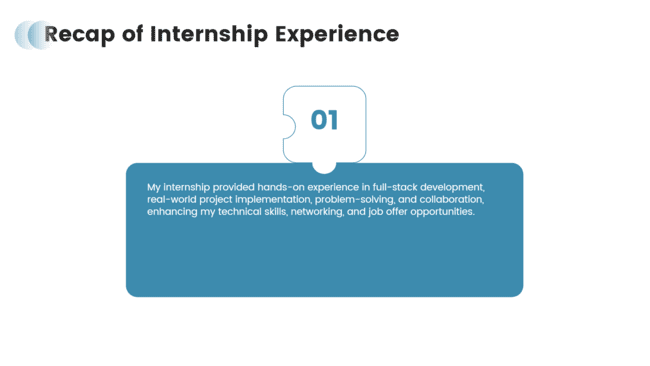 Recap of Internship Experience
01
My internship provided hands-on experience in full-stack development,
real-world project implementation, problem-solving, and collaboration,
enhancing my technical skills, networking, and job offer opportunities.